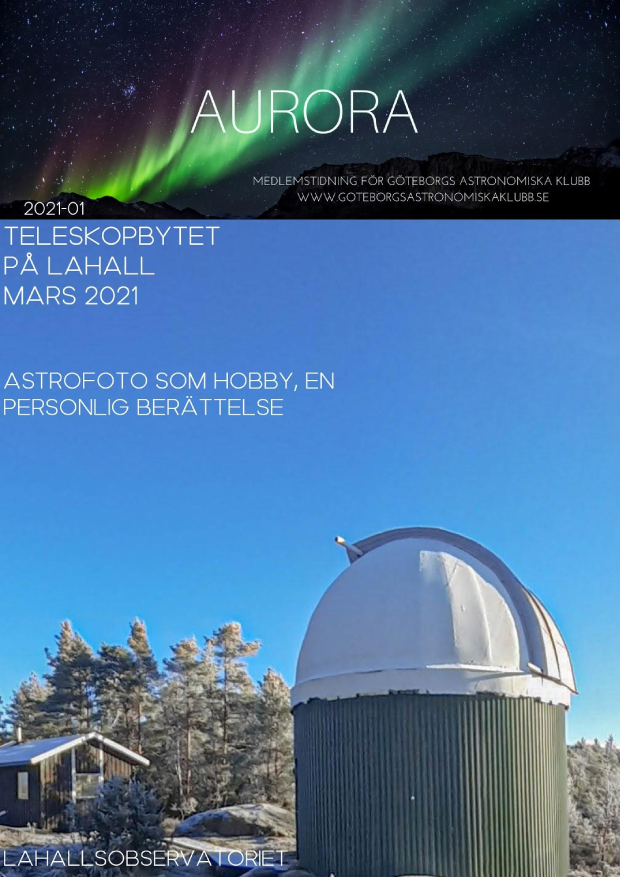 AURORA
MEDLEMSTIDNING FÖR GÖTEBORGS ASTRONOMISKA KLUBB
WWW.GOTEBORGSASTRONOMISKAKLUBB.SE
2021-01
TELESKOPBYTET
PÅ LAHALL
MARS 2021
ASTROFOTO SOM HOBBY, EN
PERSONLIG BERÄTTELSE
LAHALLSOBSERVATORIET